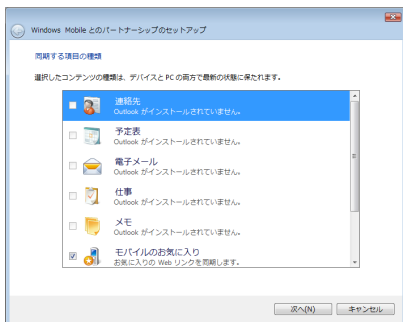 Windows Mobile とのパートナーシップのセットアップ
同期する項目の種類
選択したコンテンツの種類は、デバイスと PC の両方で最新の状態に保たれます。
連絡先
Outlook がインストールされていません。
予定表
Outlook がインストールされていません。
電子メール
Outlook がインストールされていません。
仕事
Outlook がインストールされていません。
メモ
Outlook がインストールされていません。
モバイルのお気に入り
お気に入りの Web リンクを同期します。
次へ(N) キャンセル